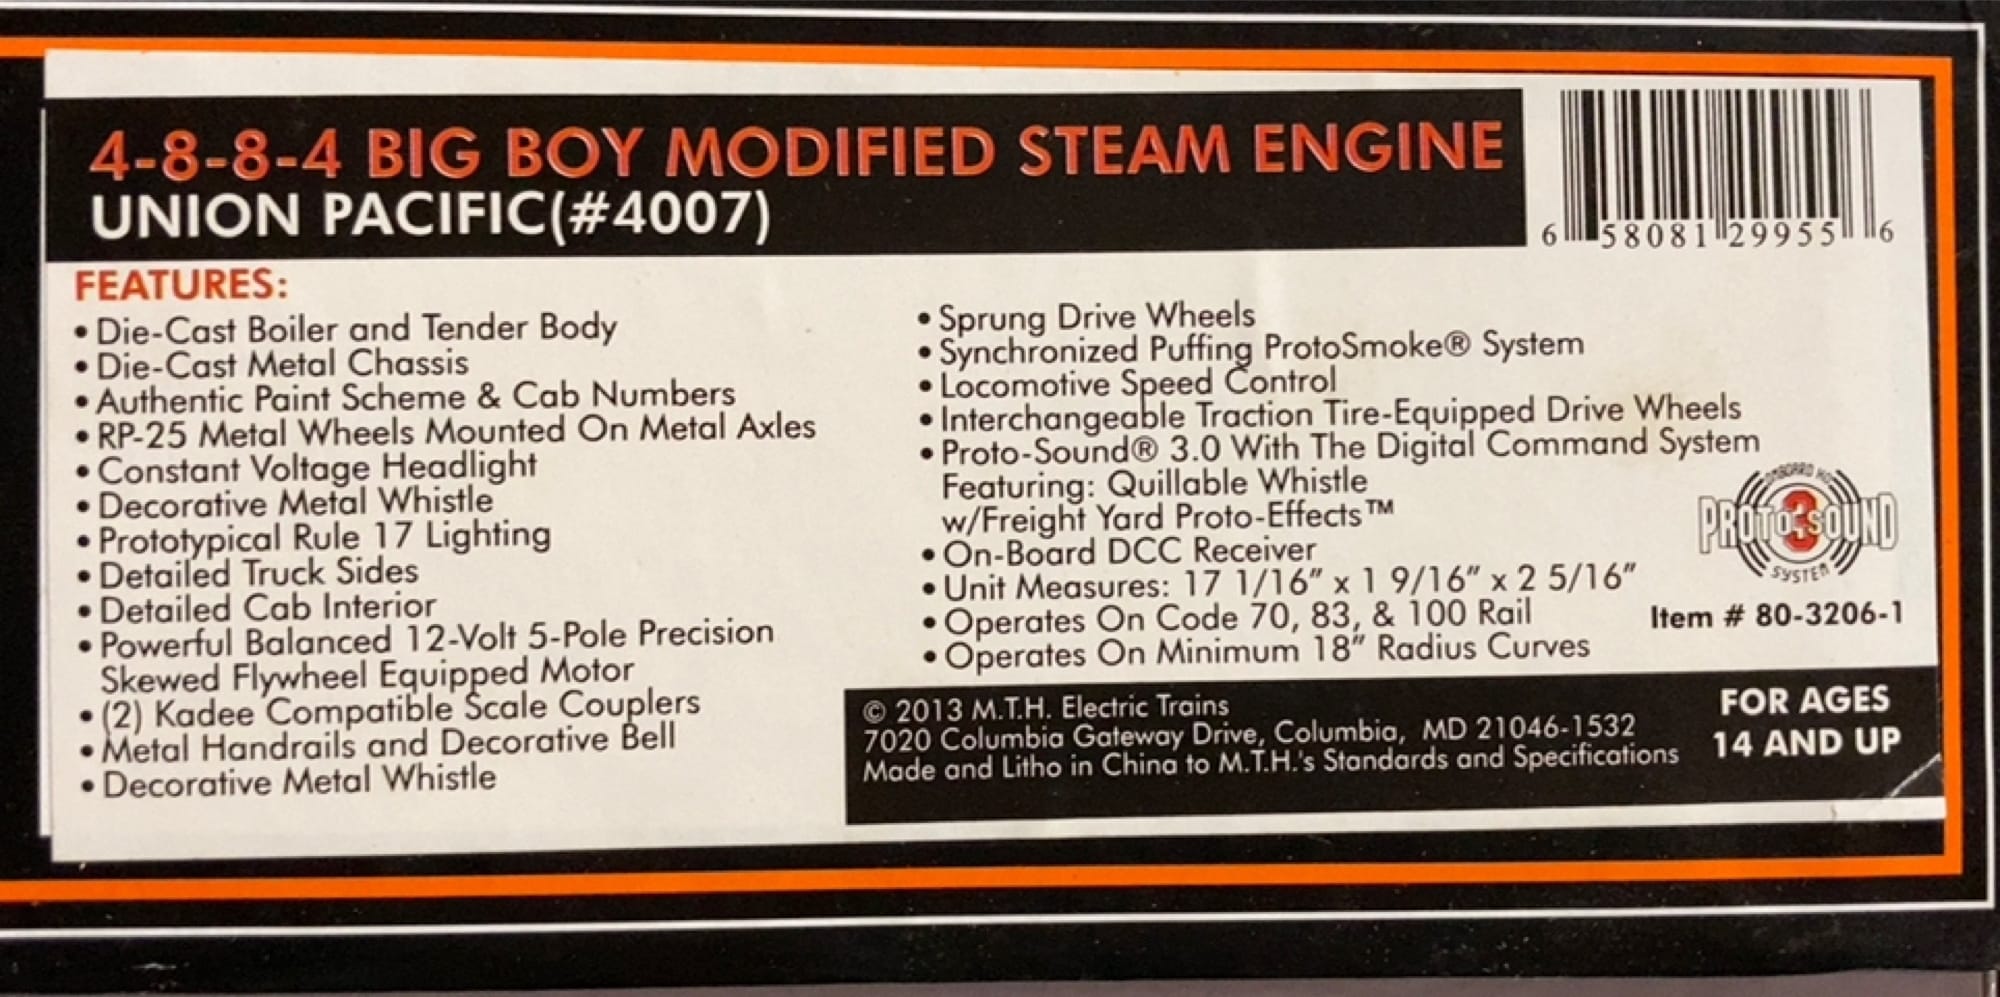 4-8-8-4 BIG BOY MODIFIED STEAM ENGINE
UNION PACIFIC(#4007)
6 58081 29955 6
FEATURES:
• Die-Cast Boiler and Tender Body
• Die-Cast Metal Chassis
• Authentic Paint Scheme & Cab Numbers
• RP-25 Metal Wheels Mounted On Metal Axles
• Constant Voltage Headlight
• Decorative Metal Whistle
• Prototypical Rule 17 Lighting
• Detailed Truck Sides
• Detailed Cab Interior
• Powerful Balanced 12-Volt 5-Pole Precision
Skewed Flywheel Equipped Motor
• (2) Kadee Compatible Scale Couplers
• Metal Handrails and Decorative Bell
• Decorative Metal Whistle
• Sprung Drive Wheels
• Synchronized Puffing ProtoSmoke® System
• Locomotive Speed Control
• Interchangeable Traction Tire-Equipped Drive Wheels
• Proto-Sound® 3.0 With The Digital Command System
Featuring: Quillable Whistle
w/Freight Yard Proto-Effects™
• On-Board DCC Receiver
• Unit Measures: 17 1/16” x 1 9/16” x 2 5/16”
• Operates On Code 70, 83, & 100 Rail
• Operates On Minimum 18” Radius Curves
ONBOARD HO
PROTO 3 SOUND
SYSTEM
Item # 80-3206-1
© 2013 M.T.H. Electric Trains
7020 Columbia Gateway Drive, Columbia, MD 21046-1532
Made and Litho in China to M.T.H.'s Standards and Specifications
FOR AGES
14 AND UP